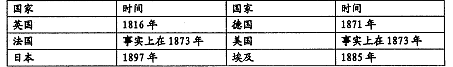 国家 时间 国家 时间
英国 1816年 德国 1871年
法国 事实上在1873年 美国 事实上在1873年
日本 1897年 埃及 1885年